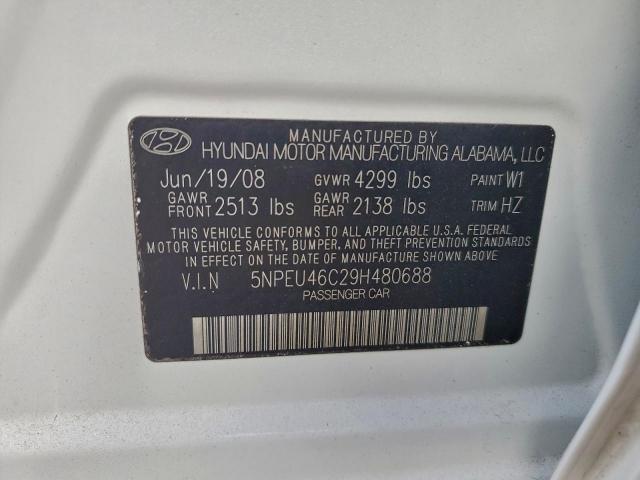 MANUFACTURED BY
HYUNDAI MOTOR MANUFACTURING ALABAMA, LLC
Jun/19/08 GVWR 4299 lbs PAINT W1
GAWR FRONT 2513 lbs GAWR REAR 2138 lbs TRIM HZ
THIS VEHICLE CONFORMS TO ALL APPLICABLE U.S.A. FEDERAL
MOTOR VEHICLE SAFETY, BUMPER, AND THEFT PREVENTION STANDARDS
IN EFFECT ON THE DATE OF MANUFACTURE SHOWN ABOVE.
V.I.N 5NPEU46C29H480688
PASSENGER CAR